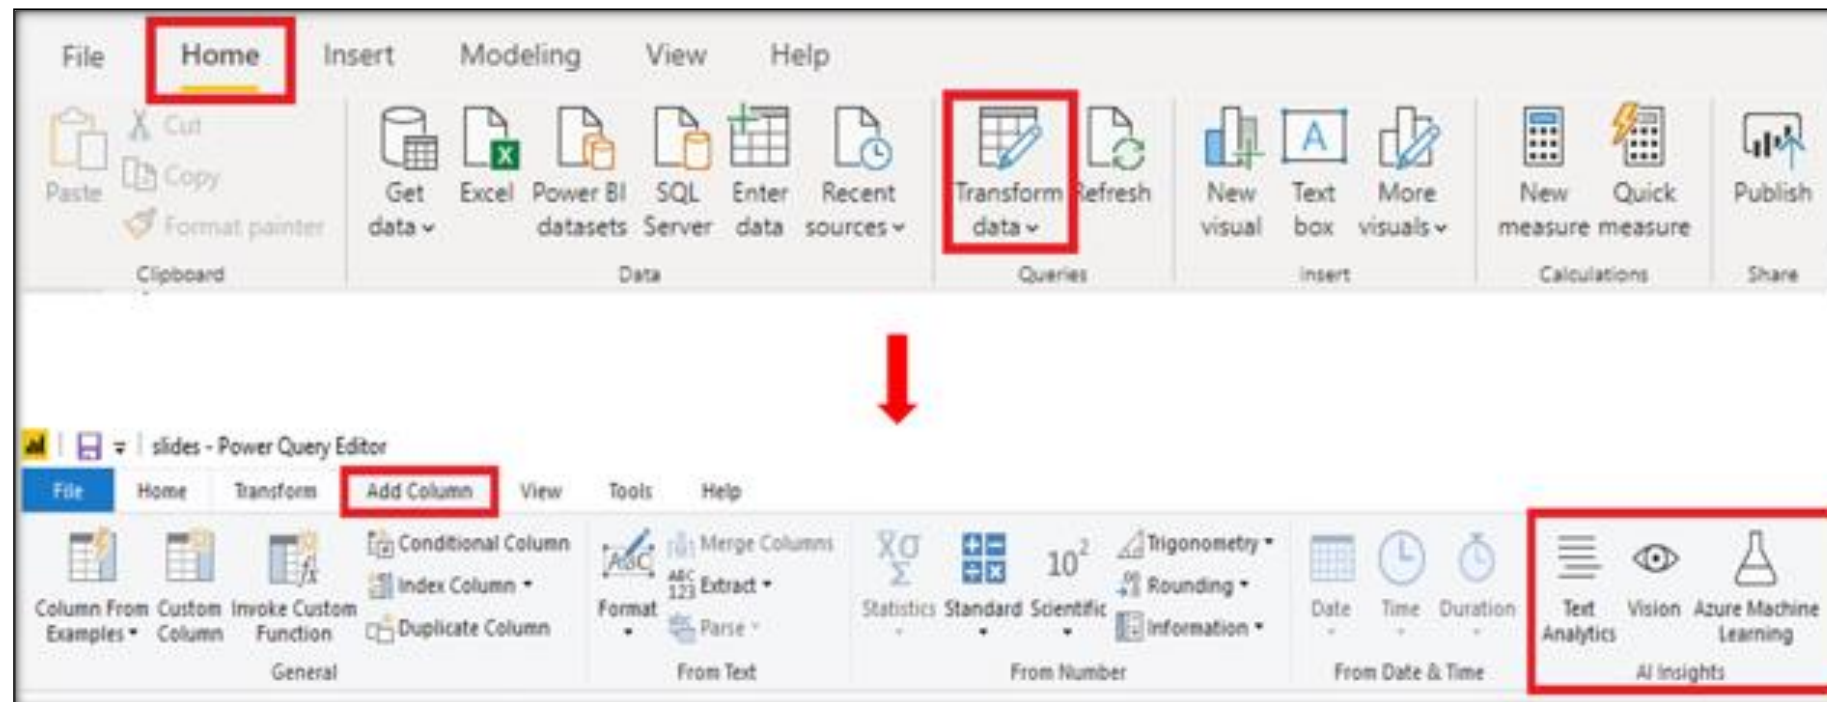 File Home Insert Modeling View Help
Cut
Copy
Format painter
Paste
Clipboard
Get data
Excel
Power BI datasets
SQL Server
Enter data
Recent sources
Data
Transform data
Refresh
Queries
New visual
Text box
More visuals
Insert
New measure
Quick measure
Calculations
Publish
Share
slides - Power Query Editor
File Home Transform Add Column View Tools Help
Column From Examples
Custom Column
Invoke Custom Function
Conditional Column
Index Column
Duplicate Column
General
Format
Merge Columns
Extract
Parse
From Text
Statistics
Standard
Scientific
10²
Trigonometry
Rounding
Information
From Number
Date
Time
Duration
From Date & Time
Text Analytics
Vision
Azure Machine Learning
AI Insights